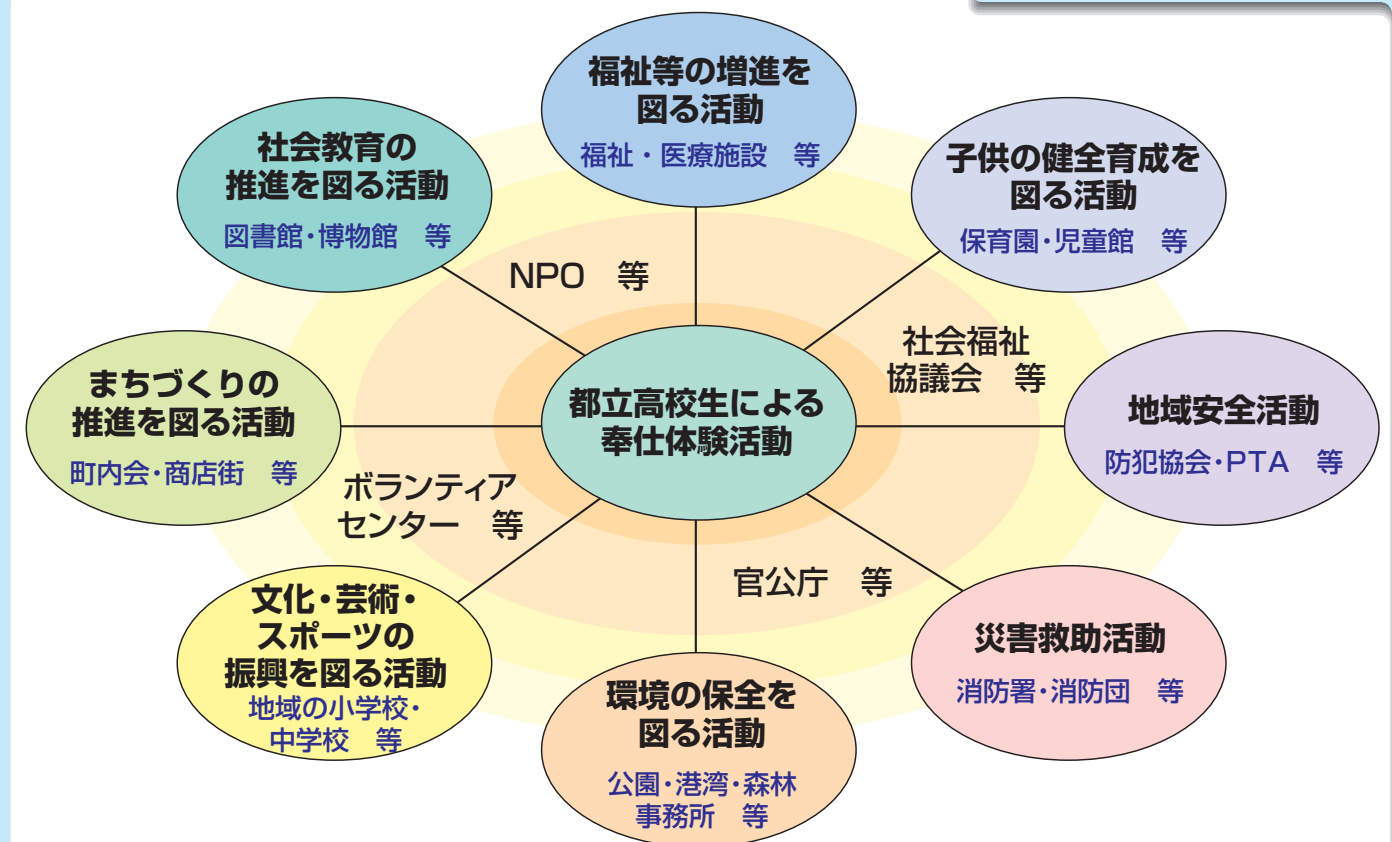 福祉等の増進を
図る活動
福祉・医療施設　等
子供の健全育成を
図る活動
保育園・児童館　等
地域安全活動
防犯協会・PTA　等
災害救助活動
消防署・消防団　等
環境の保全を
図る活動
公園・港湾・森林
事務所　等
文化・芸術・
スポーツの
振興を図る活動
地域の小学校・
中学校　等
まちづくりの
推進を図る活動
町内会・商店街　等
社会教育の
推進を図る活動
図書館・博物館　等
NPO　等
社会福祉
協議会　等
官公庁　等
ボランティア
センター　等
都立高校生による
奉仕体験活動